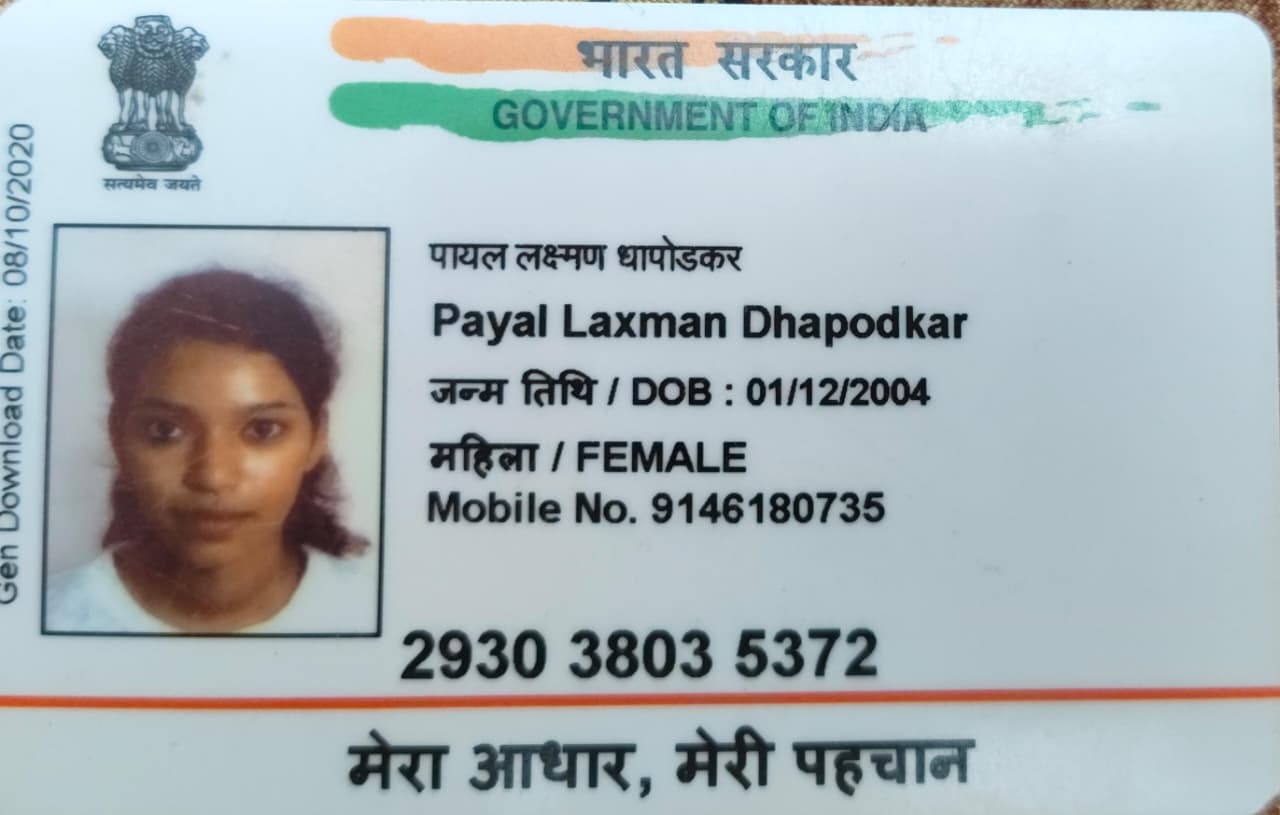 भारत सरकार
GOVERNMENT OF INDIA
सत्यमेव जयते
Gen Download Date: 08/10/2020
पायल लक्ष्मण धापोडकर
Payal Laxman Dhapodkar
जन्म तिथि / DOB : 01/12/2004
महिला / FEMALE
Mobile No. 9146180735
2930 3803 5372
मेरा आधार, मेरी पहचान